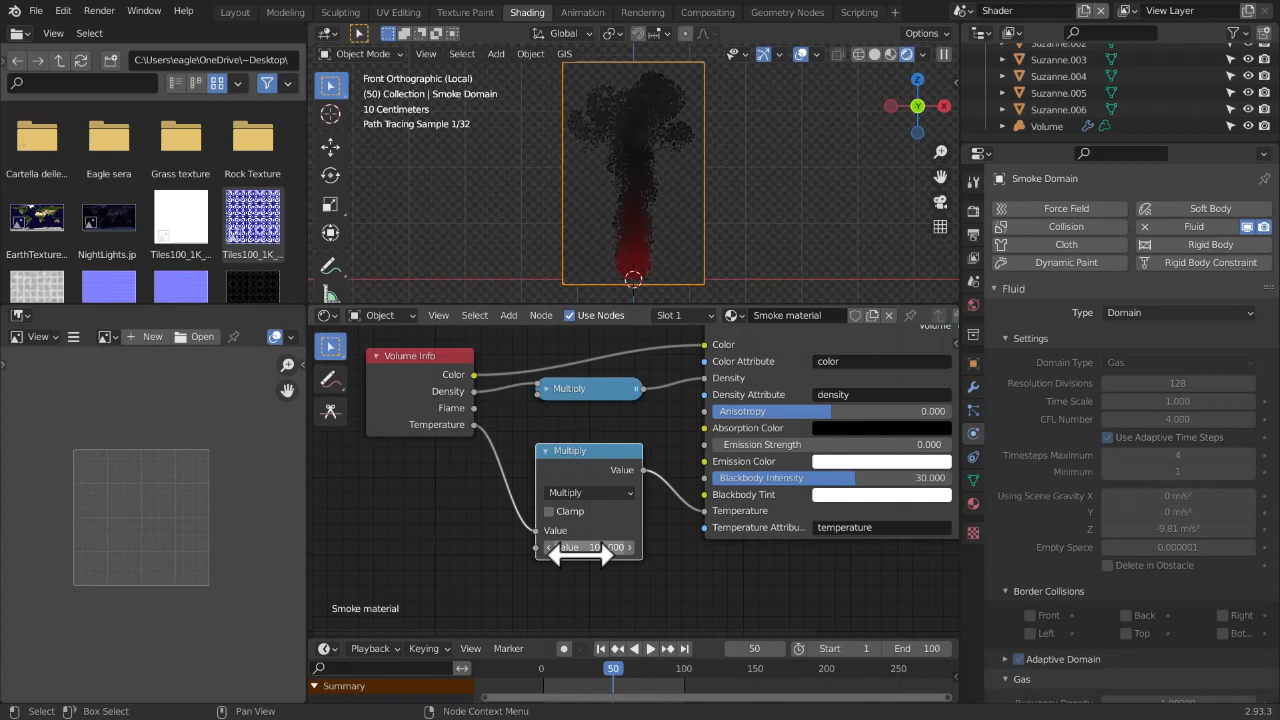 File Edit Render Window Help Layout Modeling Sculpting UV Editing Texture Paint Shading Animation Rendering Compositing Geometry Nodes Scripting Shader View Layer
View Select
C:\Users\eagle\OneDrive\~Desktop\
Cartella delle... Eagle sera Grass texture Rock Texture
EarthTexture... NightLights.jp Tiles100_1K_... Tiles100_1K_...
View New Open
Global Options
Object Mode View Select Add Object GIS
Front Orthographic (Local)
(50) Collection | Smoke Domain
10 Centimeters
Path Tracing Sample 1/32
Z
-Y
X
Object View Select Add Node Use Nodes Slot 1 Smoke material
Volume Info
Color
Density
Flame
Temperature
Multiply
Multiply
Value
Multiply
Clamp
Value
Color
Color Attribute color
Density
Density Attribute density
Anisotropy 0.000
Absorption Color
Emission Strength 0.000
Emission Color
Blackbody Intensity 30.000
Blackbody Tint
Temperature
Temperature Attribu... temperature
Smoke material
Playback Keying View Marker 50 Start 1 End 100
0 50 100 150 200 250
Summary
Suzanne.002
Suzanne.003
Suzanne.004
Suzanne.005
Suzanne.006
Volume
Smoke Domain
Force Field Soft Body
Collision Fluid
Cloth Rigid Body
Dynamic Paint Rigid Body Constraint
Fluid
Type Domain
Settings
Domain Type Gas
Resolution Divisions 128
Time Scale 1.000
CFL Number 4.000
Use Adaptive Time Steps
Timesteps Maximum 4
Minimum 1
Using Scene Gravity X 0 m/s²
Y 0 m/s²
Z -9.81 m/s²
Empty Space 0.000001
Delete in Obstacle
Border Collisions
Front Back Right
Left Top Bot...
Adaptive Domain
Gas
Select Box Select Pan View Node Context Menu 2.93.3